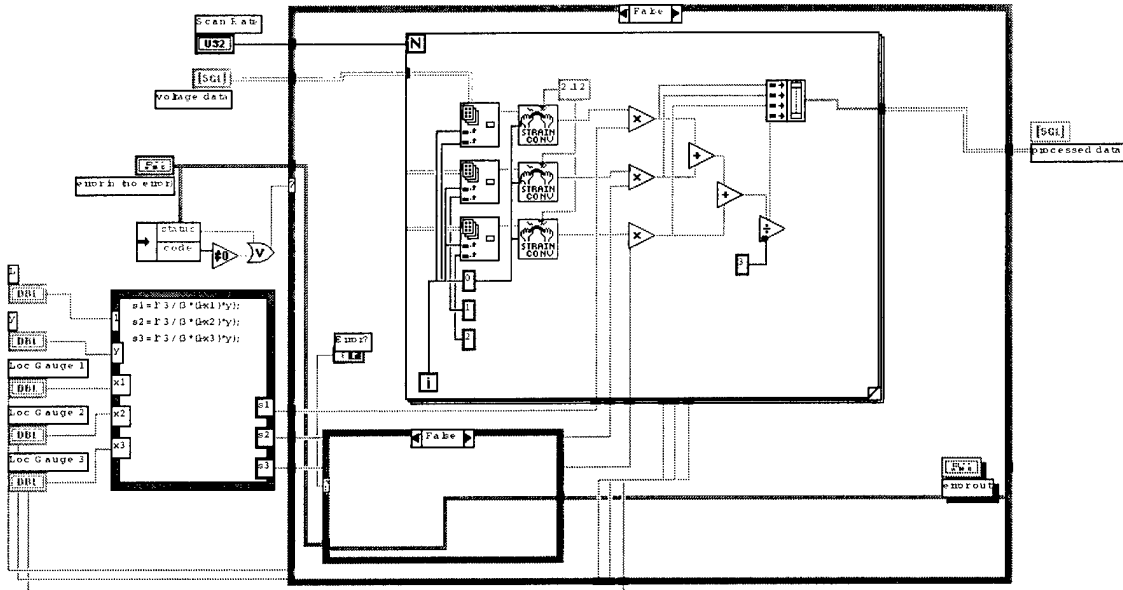 False
Scan Rate
U32
N
[SGL]
voltage data
2.12
STRAIN
CONV
STRAIN
CONV
STRAIN
CONV
[SGL]
processed data
error in (no error)
status
code
≠0
V
?
+
+
÷
×
×
×
3
0
1
2
i
L
DBL
y
DBL
Loc Gauge 1
DBL
Loc Gauge 2
DBL
Loc Gauge 3
DBL
l
y
x1
x2
x3
s1 = l^3 / (3*(l-x1)*y);
s2 = l^3 / (3*(l-x2)*y);
s3 = l^3 / (3*(l-x3)*y);
s1
s2
s3
Error?
False
error out